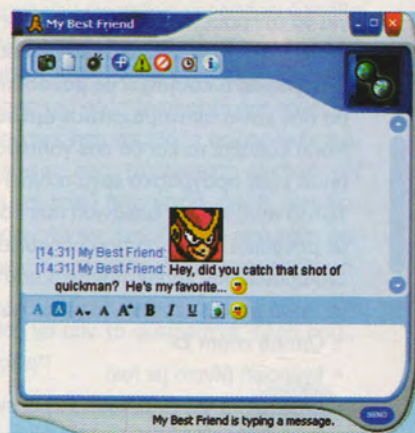 My Best Friend
[14:31] My Best Friend:
[14:31] My Best Friend: Hey, did you catch that shot of
quickman? He's my favorite...
A A A A A B I U
My Best Friend is typing a message.
SEND